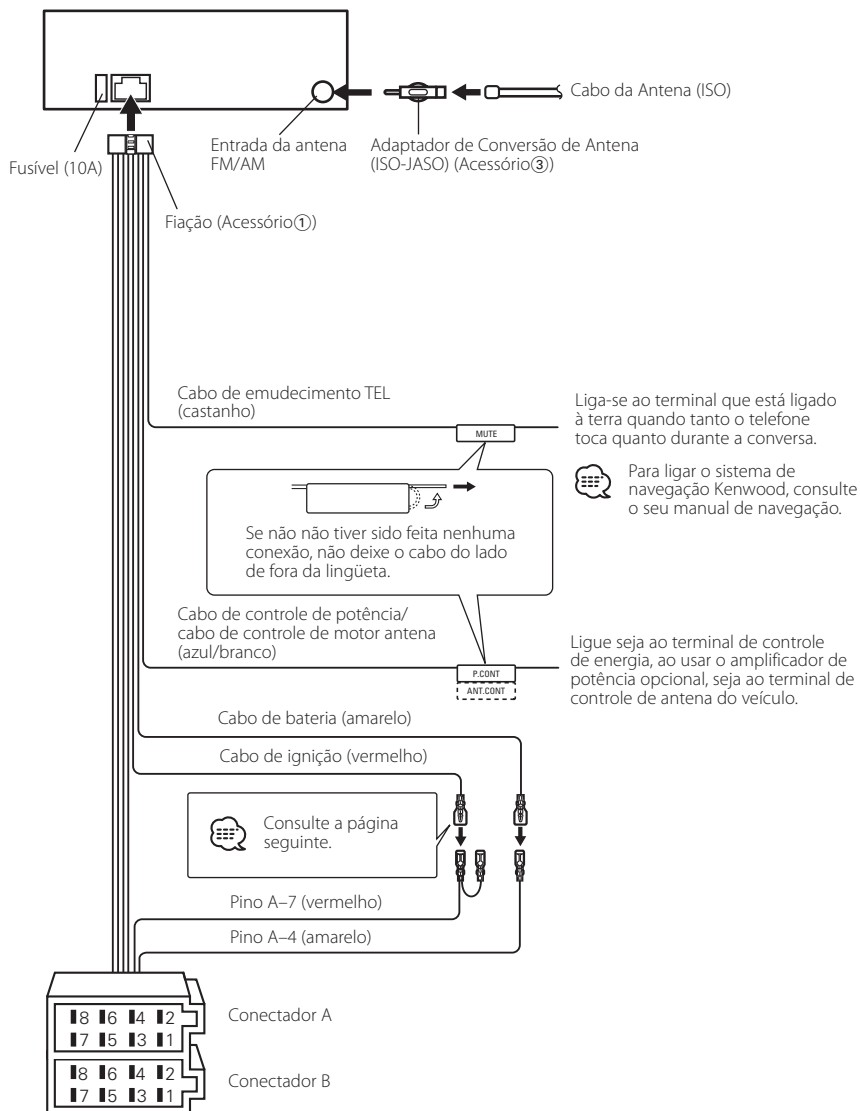 Cabo da Antena (ISO)
Entrada da antena
FM/AM
Adaptador de Conversão de Antena
(ISO-JASO) (Acessório③)
Fusível (10A)
Fiação (Acessório①)
Cabo de emudecimento TEL
(castanho)
MUTE
Liga-se ao terminal que está ligado
à terra quando tanto o telefone
toca quanto durante a conversa.
Para ligar o sistema de
navegação Kenwood, consulte
o seu manual de navegação.
Se não não tiver sido feita nenhuma
conexão, não deixe o cabo do lado
de fora da lingüeta.
Cabo de controle de potência/
cabo de controle de motor antena
(azul/branco)
P.CONT
ANT.CONT
Ligue seja ao terminal de controle
de energia, ao usar o amplificador de
potência opcional, seja ao terminal de
controle de antena do veículo.
Cabo de bateria (amarelo)
Cabo de ignição (vermelho)
Consulte a página
seguinte.
Pino A–7 (vermelho)
Pino A–4 (amarelo)
8 6 4 2
7 5 3 1
Conectador A
8 6 4 2
7 5 3 1
Conectador B